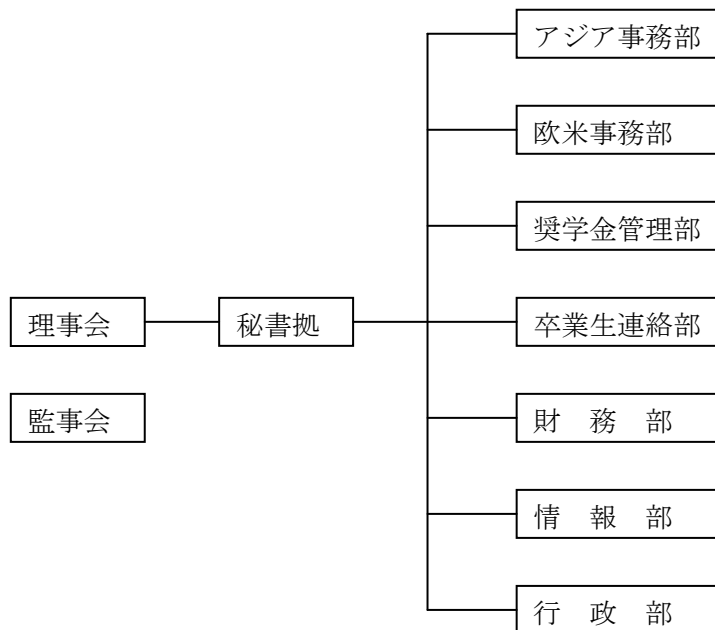 アジア事務部
欧米事務部
奨学金管理部
理事会
秘書拠
卒業生連絡部
監事会
財　務　部
情　報　部
行　政　部